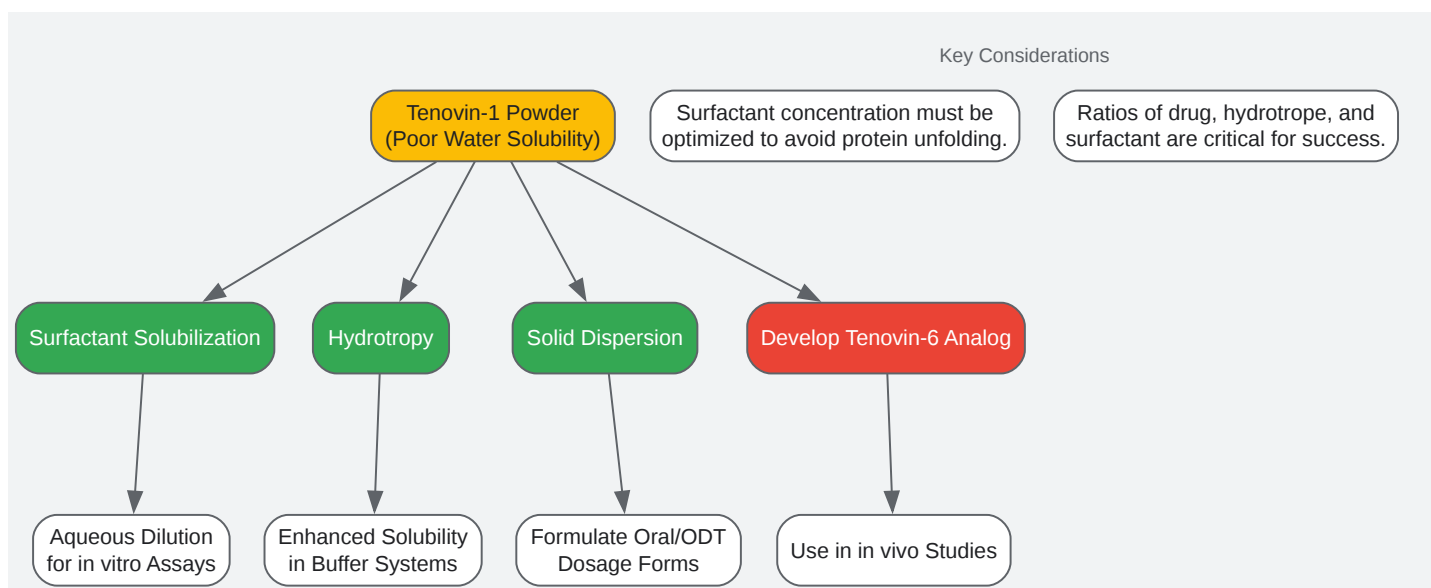 Key Considerations
Tenovin-1 Powder
(Poor Water Solubility)
Surfactant concentration must be
optimized to avoid protein unfolding.
Ratios of drug, hydrotrope, and
surfactant are critical for success.
Surfactant Solubilization
Hydrotropy
Solid Dispersion
Develop Tenovin-6 Analog
Aqueous Dilution
for in vitro Assays
Enhanced Solubility
in Buffer Systems
Formulate Oral/ODT
Dosage Forms
Use in in vivo Studies